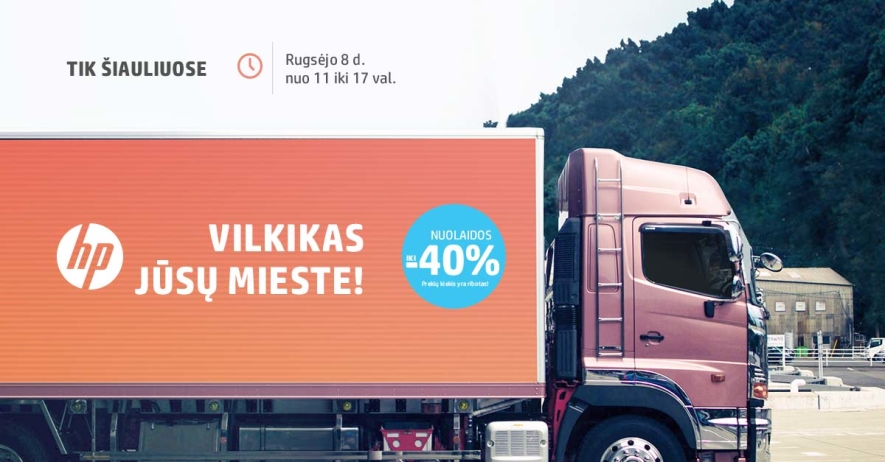 TIK ŠIAULIUOSE
Rugsėjo 8 d.
nuo 11 iki 17 val.
hp
VILKIKAS
JŪSŲ MIESTE!
NUOLAIDOS
IKI
-40%
Prekių kiekis yra ribotas!